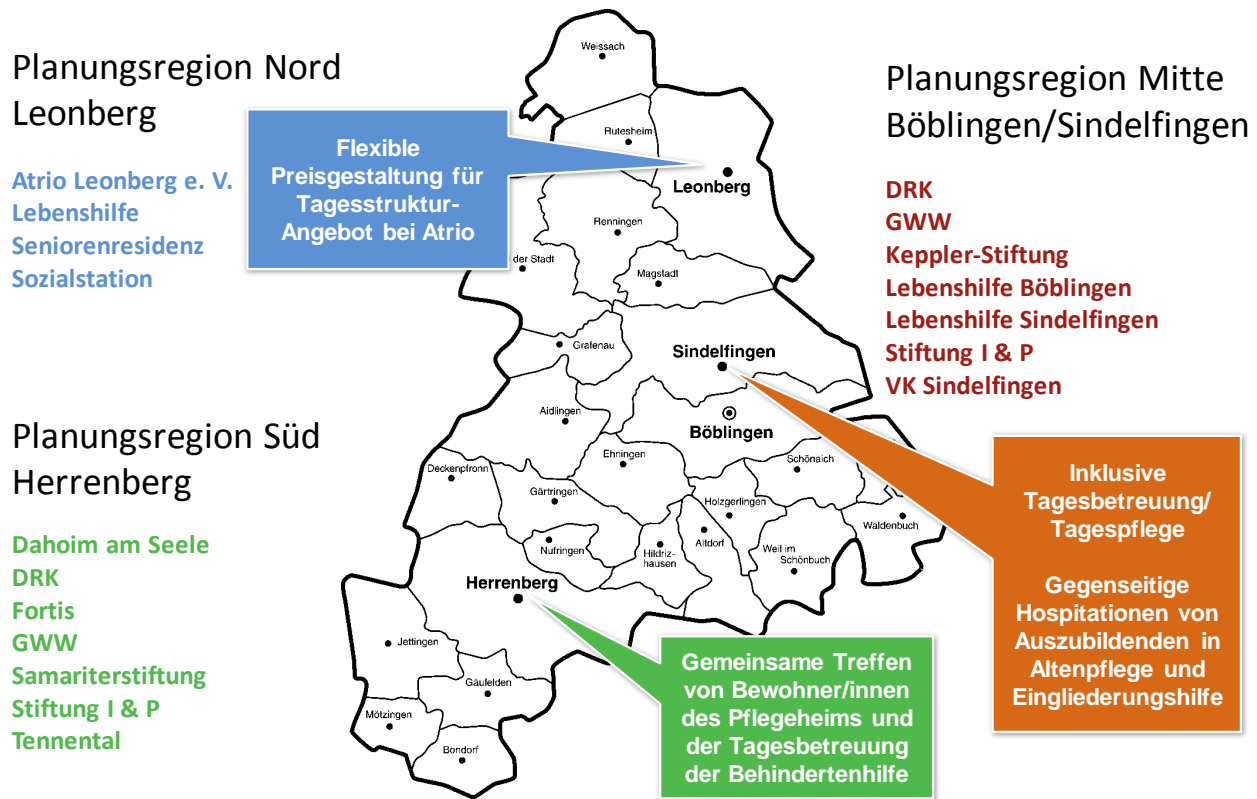 Planungsregion Nord
Leonberg
Atrio Leonberg e. V.
Lebenshilfe
Seniorenresidenz
Sozialstation
Flexible
Preisgestaltung für
Tagesstruktur-
Angebot bei Atrio
Planungsregion Mitte
Böblingen/Sindelfingen
DRK
GWW
Keppler-Stiftung
Lebenshilfe Böblingen
Lebenshilfe Sindelfingen
Stiftung I & P
VK Sindelfingen
Planungsregion Süd
Herrenberg
Dahoim am Seele
DRK
Fortis
GWW
Samariterstiftung
Stiftung I & P
Tennental
Weissach
Rutesheim
Leonberg
Renningen
der Stadt
Magstadt
Grafenau
Sindelfingen
Aidlingen
Böblingen
Ehningen
Schönaich
Deckenpfronn
Gärtringen
Holzgerlingen
Waldenbuch
Nufringen
Hildriz-
hausen
Altdorf
Weil im
Schönbuch
Herrenberg
Jettingen
Gäufelden
Mötzingen
Bondorf
Inklusive
Tagesbetreuung/
Tagespflege
Gegenseitige
Hospitationen von
Auszubildenden in
Altenpflege und
Eingliederungshilfe
Gemeinsame Treffen
von Bewohner/innen
des Pflegeheims und
der Tagesbetreuung
der Behindertenhilfe